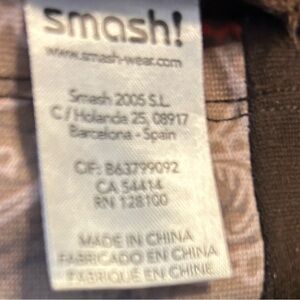 smash!
www.smash-wear.com
Smash 2005 S.L.
C/Holanda 25, 08917
Barcelona - Spain
CIF: B63799092
CA 54414
RN 128100
MADE IN CHINA
FABRICADO EN CHINA
FABRIQUÉ EN CHINE